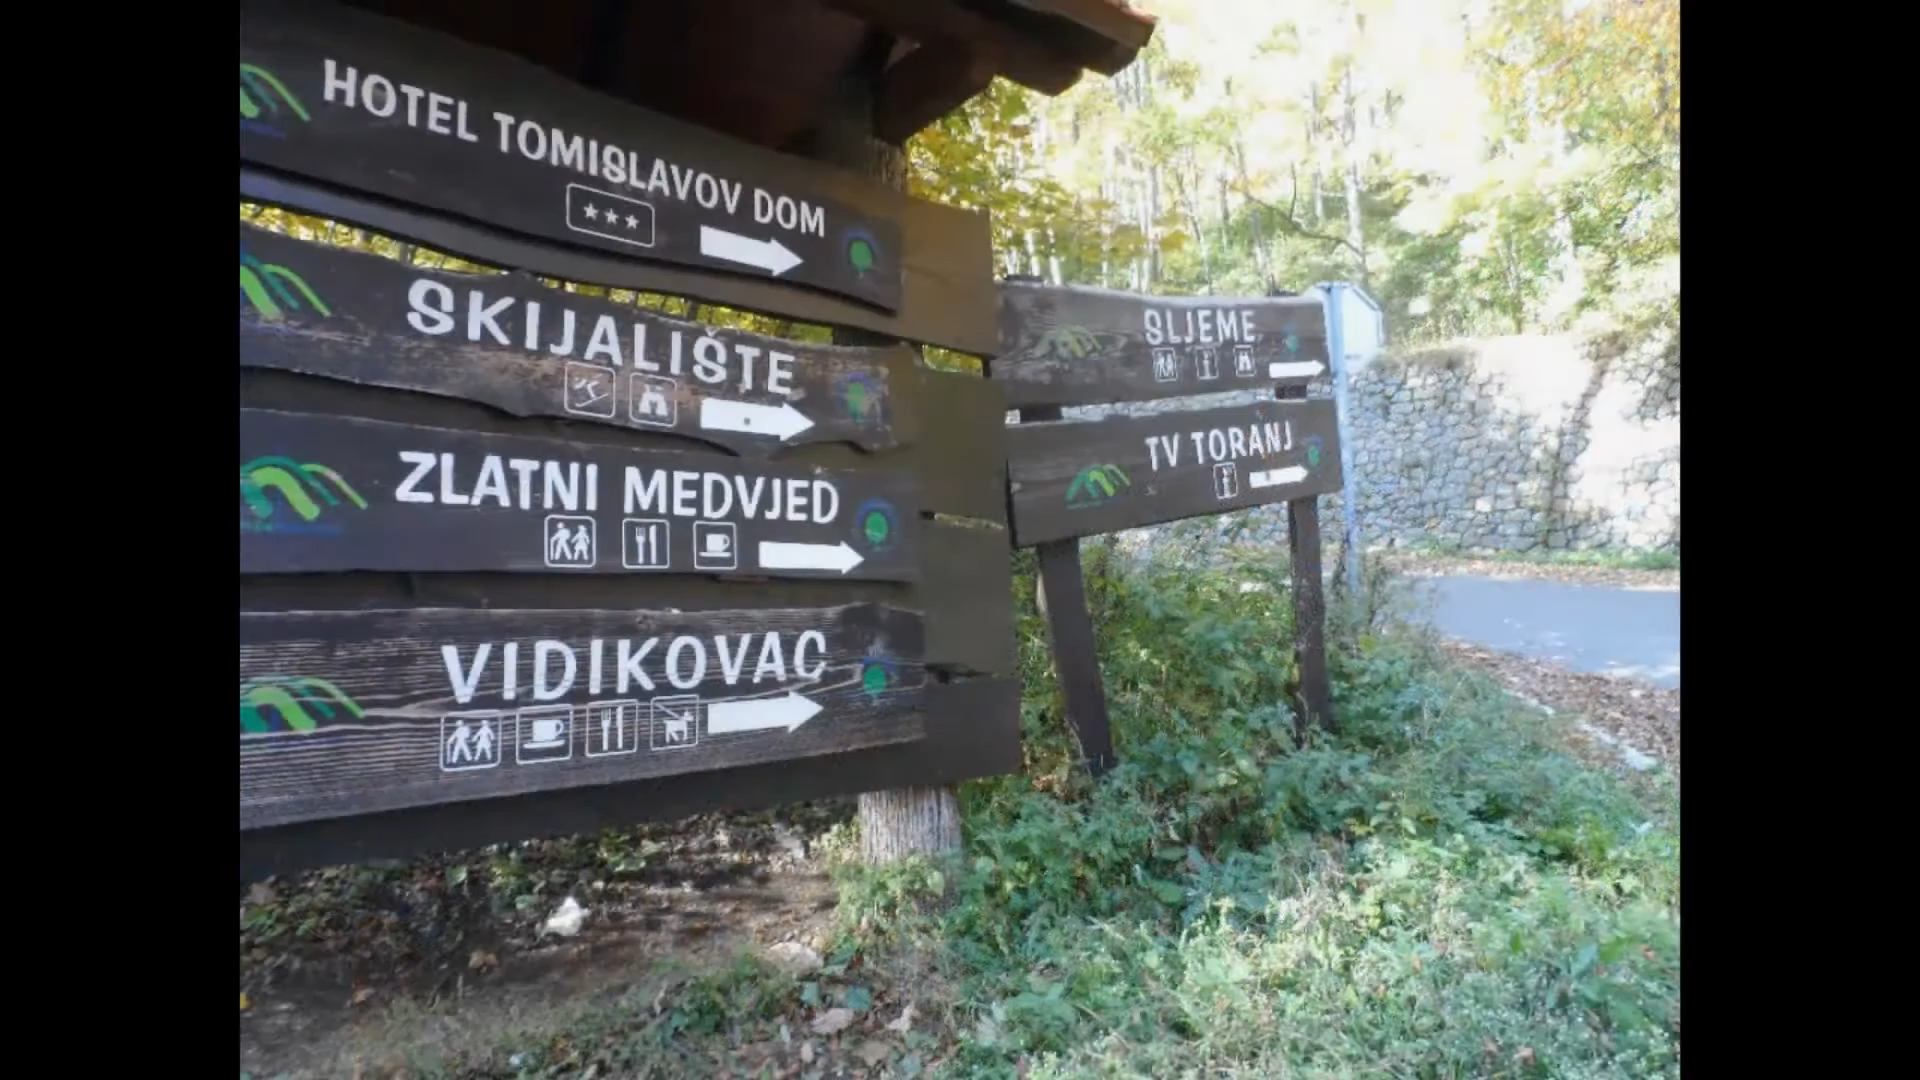 HOTEL TOMISLAVOV DOM
SKIJALIŠTE
ZLATNI MEDVJED
VIDIKOVAC
SLJEME
TV TORANJ